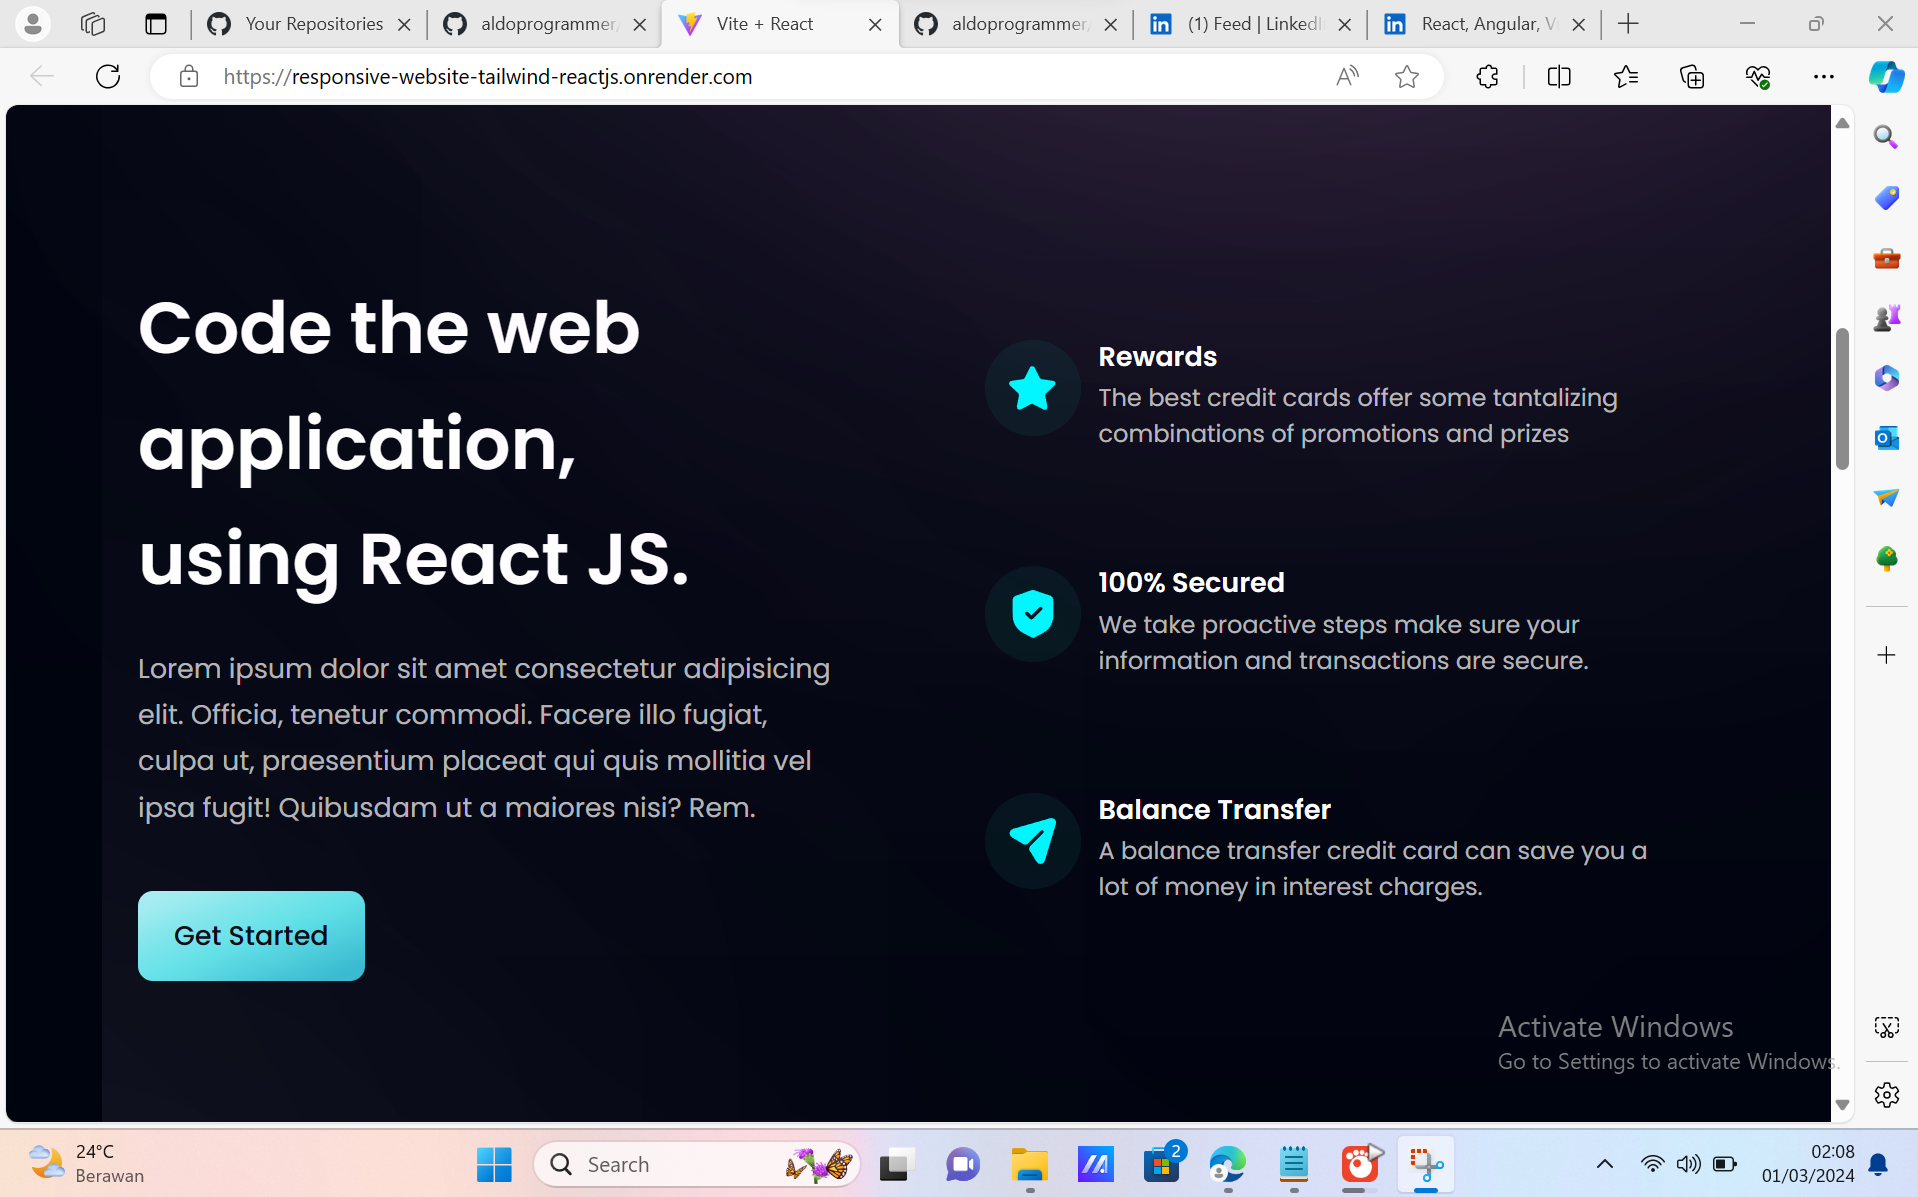 Your Repositories
aldoprogrammer/
Vite + React
aldoprogrammer/
(1) Feed | LinkedIn
React, Angular, V
https://responsive-website-tailwind-reactjs.onrender.com
Code the web
application,
using React JS.
Lorem ipsum dolor sit amet consectetur adipisicing
elit. Officia, tenetur commodi. Facere illo fugiat,
culpa ut, praesentium placeat qui quis mollitia vel
ipsa fugit! Quibusdam ut a maiores nisi? Rem.
Get Started
Rewards
The best credit cards offer some tantalizing
combinations of promotions and prizes
100% Secured
We take proactive steps make sure your
information and transactions are secure.
Balance Transfer
A balance transfer credit card can save you a
lot of money in interest charges.
Activate Windows
Go to Settings to activate Windows.
24°C
Berawan
Search
2
02:08
01/03/2024